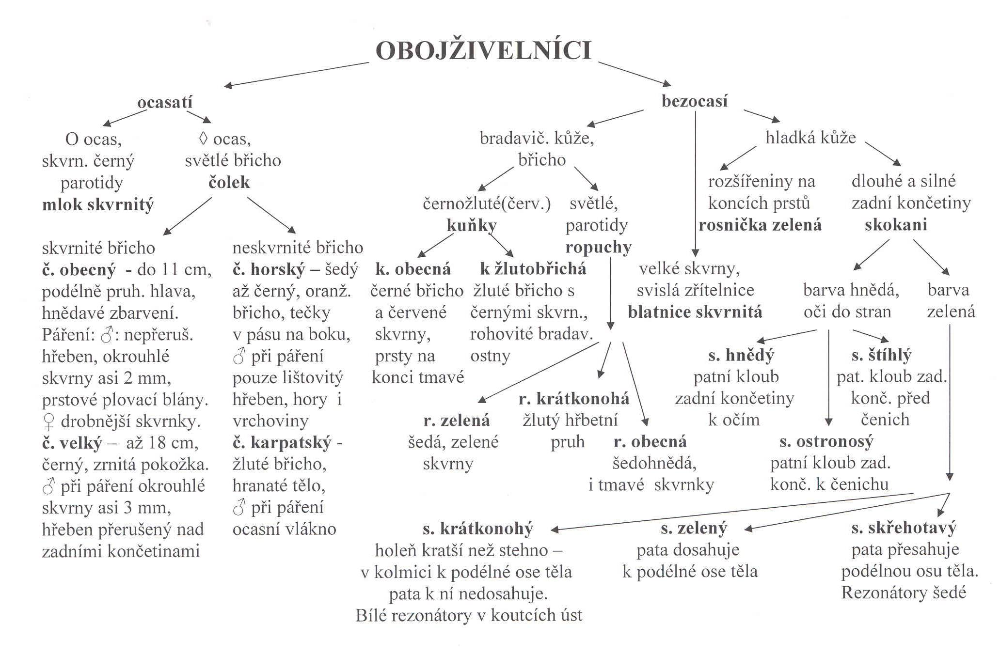 OBOJŽIVELNÍCI
ocasatí
O ocas,
skvrn. černý
parotidy
mlok skvrnitý
◊ ocas,
světlé břicho
čolek
skvrnité břicho
č. obecný - do 11 cm,
podélně pruh. hlava,
hnědavé zbarvení.
Páření: ♂: nepřeruš.
hřeben, okrouhlé
skvrny asi 2 mm,
prstové plovací blány.
♀ drobnější skvrnky.
č. velký – až 18 cm,
černý, zrnitá pokožka.
♂ při páření okrouhlé
skvrny asi 3 mm,
hřeben přerušený nad
zadními končetinami
neskvrnité břicho
č. horský – šedý
až černý, oranž.
břicho, tečky
v pásu na boku,
♂ při páření
pouze lištovitý
hřeben, hory i
vrchoviny
č. karpatský -
žluté břicho,
hranaté tělo,
♂ při páření
ocasní vlákno
bezocasí
bradavič. kůže,
břicho
černožluté(červ.)
kuňky
k. obecná
černé břicho
a červené
skvrny,
prsty na
konci tmavé
k žlutobřichá
žluté břicho s
černými skvrn.,
rohovité bradav.
ostny
světlé,
parotidy
ropuchy
r. zelená
šedá, zelené
skvrny
r. krátkonohá
žlutý hřbetní
pruh
r. obecná
šedohnědá,
i tmavé skvrnky
velké skvrny,
svislá zřítelnice
blatnice skvrnitá
hladká kůže
rozšířeniny na
koncích prstů
rosnička zelená
dlouhé a silné
zadní končetiny
skokani
barva hnědá,
oči do stran
s. hnědý
patní kloub
zadní končetiny
k očím
s. ostronosý
patní kloub zad.
konč. k čenichu
s. štíhlý
pat. kloub zad.
konč. před
čenich
barva
zelená
s. krátkonohý
holeň kratší než stehno –
v kolmici k podélné ose těla
pata k ní nedosahuje.
Bílé rezonátory v koutcích úst
s. zelený
pata dosahuje
k podélné ose těla
s. skřehotavý
pata přesahuje
podélnou osu těla.
Rezonátory šedé